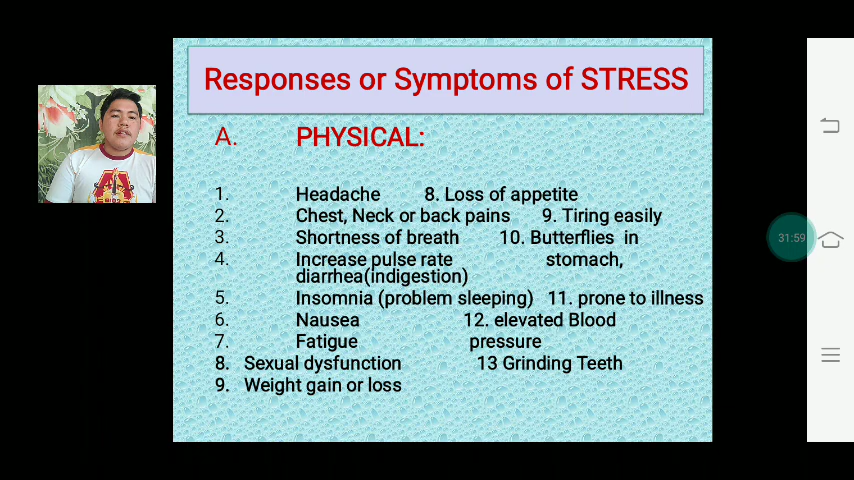 Responses or Symptoms of STRESS
A. PHYSICAL:
1. Headache 8. Loss of appetite
2. Chest, Neck or back pains 9. Tiring easily
3. Shortness of breath 10. Butterflies in
4. Increase pulse rate stomach,
diarrhea(indigestion)
5. Insomnia (problem sleeping) 11. prone to illness
6. Nausea 12. elevated Blood
7. Fatigue pressure
8. Sexual dysfunction 13 Grinding Teeth
9. Weight gain or loss
31:59